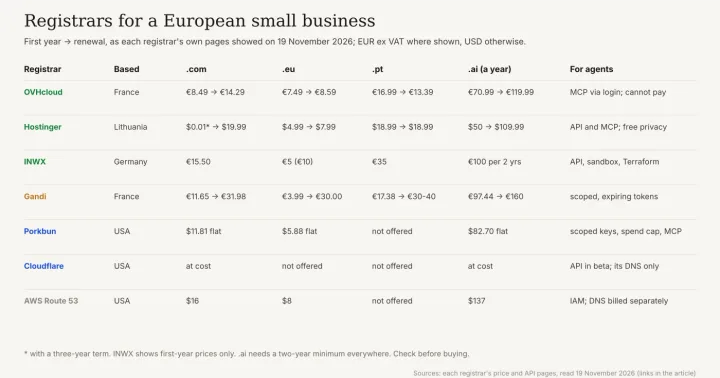 Registrars for a European small business
First year → renewal, as each registrar's own pages showed on 19 November 2026; EUR ex VAT where shown, USD otherwise.
Registrar Based .com .eu .pt .ai (a year) For agents
OVHcloud France €8.49 → €14.29 €7.49 → €8.59 €16.99 → €13.39 €70.99 → €119.99 MCP via login; cannot pay
Hostinger Lithuania $0.01* → $19.99 $4.99 → $7.99 $18.99 → $18.99 $50 → $109.99 API and MCP; free privacy
INWX Germany €15.50 €5 (€10) €35 €100 per 2 yrs API, sandbox, Terraform
Gandi France €11.65 → €31.98 €3.99 → €30.00 €17.38 → €30-40 €97.44 → €160 scoped, expiring tokens
Porkbun USA $11.81 flat $5.88 flat not offered $82.70 flat scoped keys, spend cap, MCP
Cloudflare USA at cost not offered not offered at cost API in beta; its DNS only
AWS Route 53 USA $16 $8 not offered $137 IAM; DNS billed separately
* with a three-year term. INWX shows first-year prices only. .ai needs a two-year minimum everywhere. Check before buying.
Sources: each registrar's price and API pages, read 19 November 2026 (links in the article)